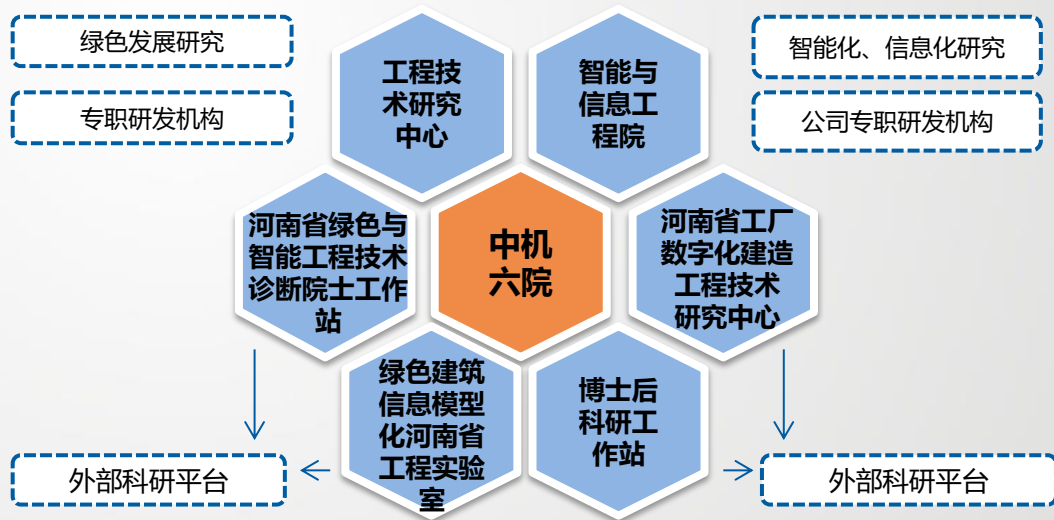 绿色发展研究
专职研发机构
工程技
术研究
中心
智能与
信息工
程院
智能化、信息化研究
公司专职研发机构
河南省绿色与
智能工程技术
诊断院士工作
站
中机
六院
河南省工厂
数字化建造
工程技术
研究中心
绿色建筑
信息模型
化河南省
工程实验
室
博士后
科研工
作站
外部科研平台
外部科研平台